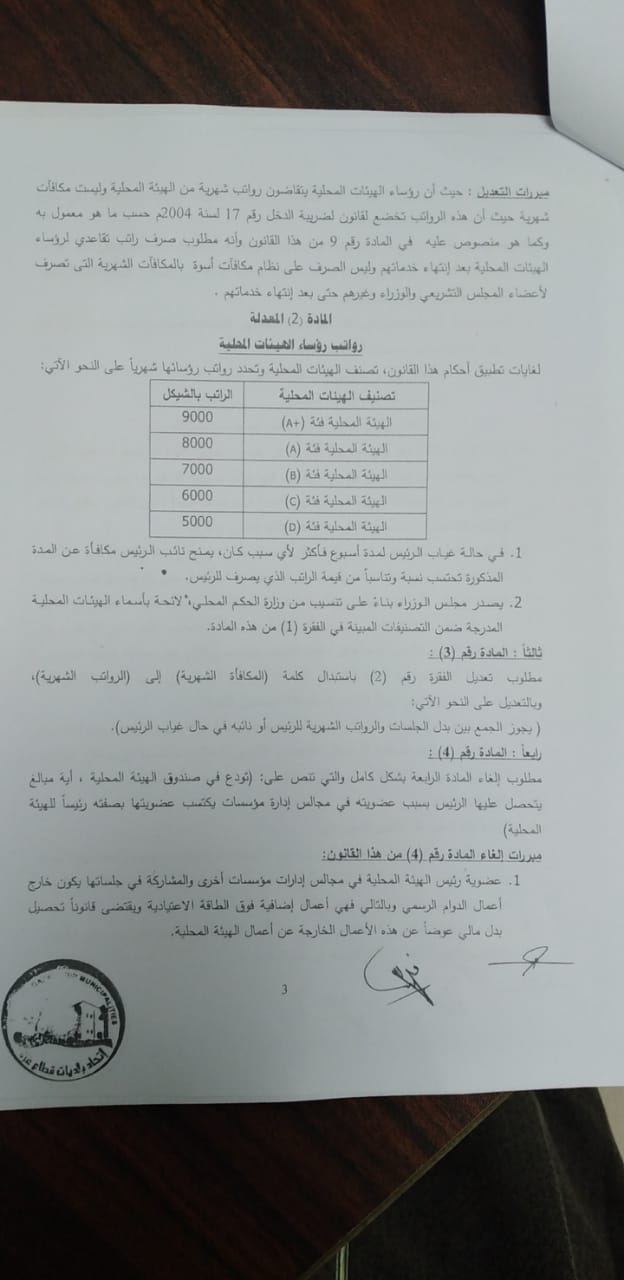 مبررات التعديل : حيث أن رؤساء الهيئات المحلية يتقاضون رواتب شهرية من الهيئة المحلية وليست مكافآت
شهرية حيث أن هذه الرواتب تخضع لقانون لضريبة الدخل رقم 17 لسنة 2004م حسب ما هو معمول به
وكما هو منصوص عليه في المادة رقم 9 من هذا القانون وأنه مطلوب صرف راتب تقاعدي لرؤساء
الهيئات المحلية بعد إنتهاء خدماتهم وليس الصرف على نظام مكافآت أسوة بالمكافآت الشهرية التى تصرف
لأعضاء المجلس التشريعي والوزراء وغيرهم حتى بعد إنتهاء خدماتهم .
المادة (2) المعدلة
رواتب رؤساء الهيئات المحلية
لغايات تطبيق أحكام هذا القانون، تصنف الهيئات المحلية وتحدد رواتب رؤسائها شهرياً على النحو الآتي:
تصنيف الهيئات المحلية الراتب بالشيكل
الهيئة المحلية فئة (A+) 9000
الهيئة المحلية فئة (A) 8000
الهيئة المحلية فئة (B) 7000
الهيئة المحلية فئة (C) 6000
الهيئة المحلية فئة (D) 5000
1. في حالة غياب الرئيس لمدة أسبوع فأكثر لأي سبب كان، يمنح نائب الرئيس مكافأة عن المدة
المذكورة تحتسب نسبة وتناسباً من قيمة الراتب الذي يصرف للرئيس.
2. يصدر مجلس الوزراء بناءً على تنسيب من وزارة الحكم المحلي، لائحة بأسماء الهيئات المحلية
المدرجة ضمن التصنيفات المبينة في الفقرة (1) من هذه المادة.
ثالثاً : المادة رقم (3) :
مطلوب تعديل الفقرة رقم (2) باستبدال كلمة (المكافأة الشهرية) إلى (الرواتب الشهرية)،
وبالتعديل على النحو الآتي:
( يجوز الجمع بين بدل الجلسات والرواتب الشهرية للرئيس أو نائبه في حال غياب الرئيس).
رابعاً : المادة رقم (4) :
مطلوب إلغاء المادة الرابعة بشكل كامل والتي تنص على: (تودع في صندوق الهيئة المحلية ، أية مبالغ
يتحصل عليها الرئيس بسبب عضويته في مجالس إدارة مؤسسات يكتسب عضويتها بصفته رئيساً للهيئة
المحلية)
مبررات إلغاء المادة رقم (4) من هذا القانون:
1. عضوية رئيس الهيئة المحلية في مجالس إدارات مؤسسات أخرى والمشاركة في جلساتها يكون خارج
أعمال الدوام الرسمي وبالتالي فهي أعمال إضافية فوق الطاقة الاعتيادية ويقتضى قانوناً تحصيل
بدل مالي عوضاً عن هذه الأعمال الخارجة عن أعمال الهيئة المحلية.
3
MUNICIPALITIES
إتحاد بلديات قطاع غزة